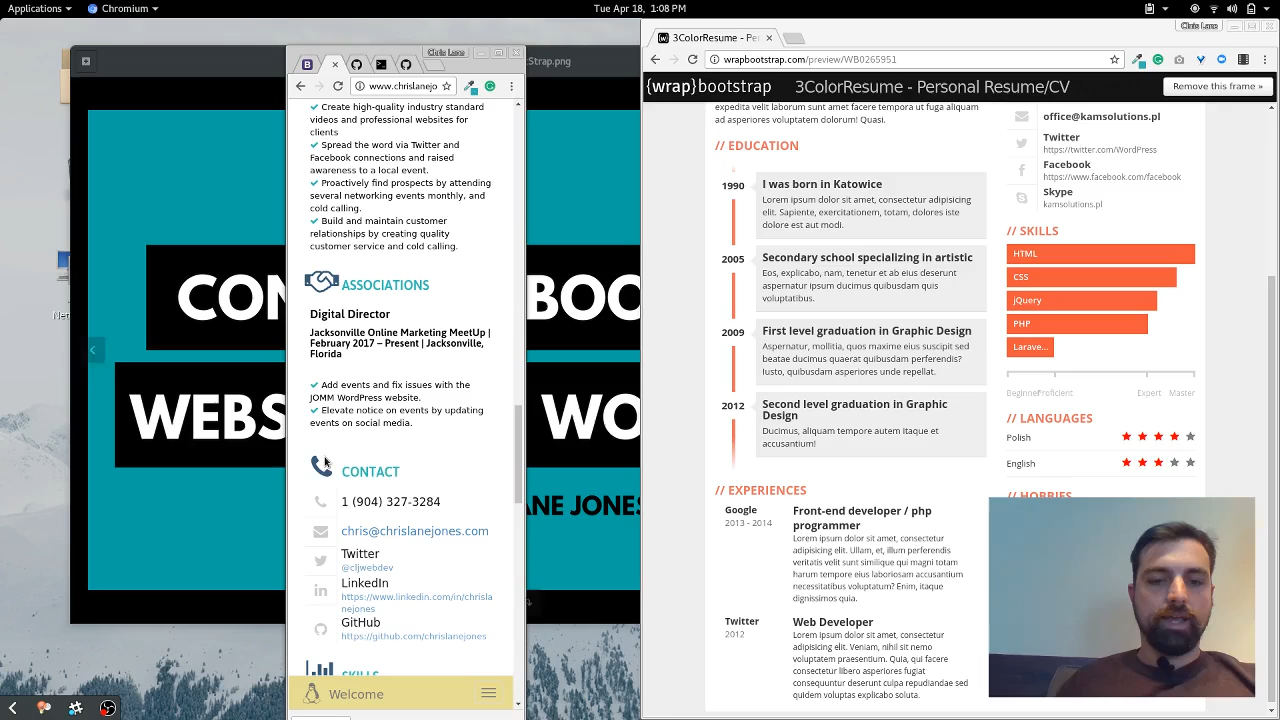 Applications
Chromium
Tue Apr 18, 1:08 PM
Chris Lane
3ColorResume - Pe
wrapbootstrap.com/preview/WB0265951
{wrap}bootstrap
3ColorResume - Personal Resume/CV
Remove this frame »
Strap.png
CON
BOO
WEBS
WO
ANE JONES
Chris Lane
www.chrislanej
✔ Create high-quality industry standard
videos and professional websites for
clients
✔ Spread the word via Twitter and
Facebook connections and raised
awareness to a local event.
✔ Proactively find prospects by attending
several networking events monthly, and
cold calling.
✔ Build and maintain customer
relationships by creating quality
customer service and cold calling.
ASSOCIATIONS
Digital Director
Jacksonville Online Marketing MeetUp |
February 2017 – Present | Jacksonville,
Florida
✔ Add events and fix issues with the
JOMM WordPress website.
✔ Elevate notice on events by updating
events on social media.
CONTACT
1 (904) 327-3284
chris@chrislanejones.com
Twitter
@cljwebdev
LinkedIn
https://www.linkedin.com/in/chrisla
nejones
GitHub
https://github.com/chrislanejones
SKILLS
Welcome
expedita velit laborum sunt amet facere tempora ut fuga aliquam
ad asperiores voluptatem dolorum! Quasi.
// EDUCATION
1990
I was born in Katowice
Lorem ipsum dolor sit amet, consectetur adipisicing
elit. Sapiente, exercitationem, totam, dolores iste
dolore est aut modi.
2005
Secondary school specializing in artistic
Eos, explicabo, nam, tenetur et ab eius deserunt
aspernatur ipsum ducimus quibusdam quis
voluptatibus.
2009
First level graduation in Graphic Design
Aspernatur, mollitia, quos maxime eius suscipit sed
beatae ducimus quaerat quibusdam perferendis?
Iusto, quibusdam asperiores unde repellat.
2012
Second level graduation in Graphic
Design
Ducimus, aliquam tempore autem itaque et
accusantium!
// EXPERIENCES
Google
2013 - 2014
Front-end developer / php
programmer
Lorem ipsum dolor sit amet, consectetur
adipisicing elit. Ullam, et, illum perferendis
veritatis velit sunt similique qui magni totam
harum tempore eius laboriosam accusantium
necessitatibus voluptatum? Enim, itaque
dignissimos quia.
Twitter
2012
Web Developer
Lorem ipsum dolor sit amet, consectetur
adipisicing elit. Veniam, nihil sit nemo
voluptatem praesentium. Quia, qui facere
consectetur libero asperiores fugiat
consequuntur deserunt culpa repudiandae sed
quidem voluptas explicabo soluta.
office@kamsolutions.pl
Twitter
https://twitter.com/WordPress
Facebook
https://www.facebook.com/facebook
Skype
kamsolutions.pl
// SKILLS
HTML
CSS
jQuery
PHP
Larave...
Beginner
Proficient
Expert
Master
// LANGUAGES
Polish
English
// HOBBIES